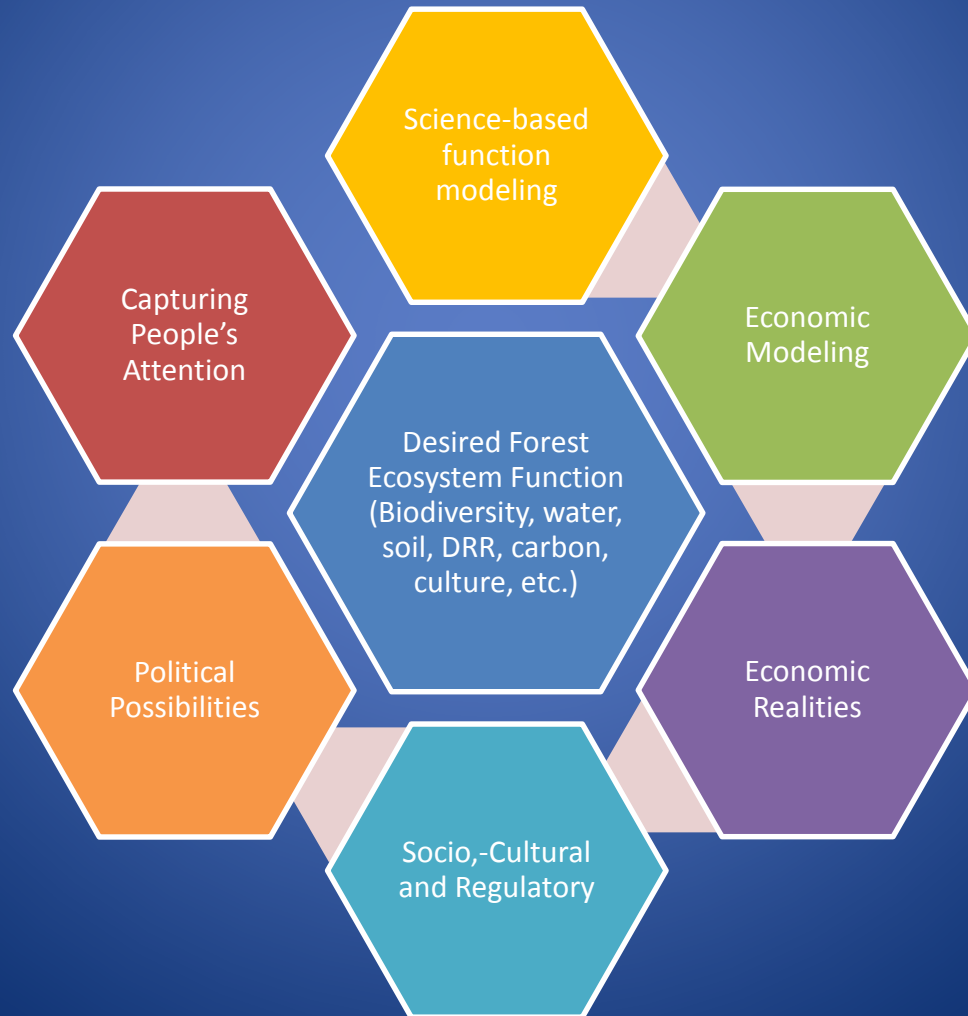 Science-based
function
modeling
Economic
Modeling
Economic
Realities
Socio,-Cultural
and Regulatory
Political
Possibilities
Capturing
People’s
Attention
Desired Forest
Ecosystem Function
(Biodiversity, water,
soil, DRR, carbon,
culture, etc.)